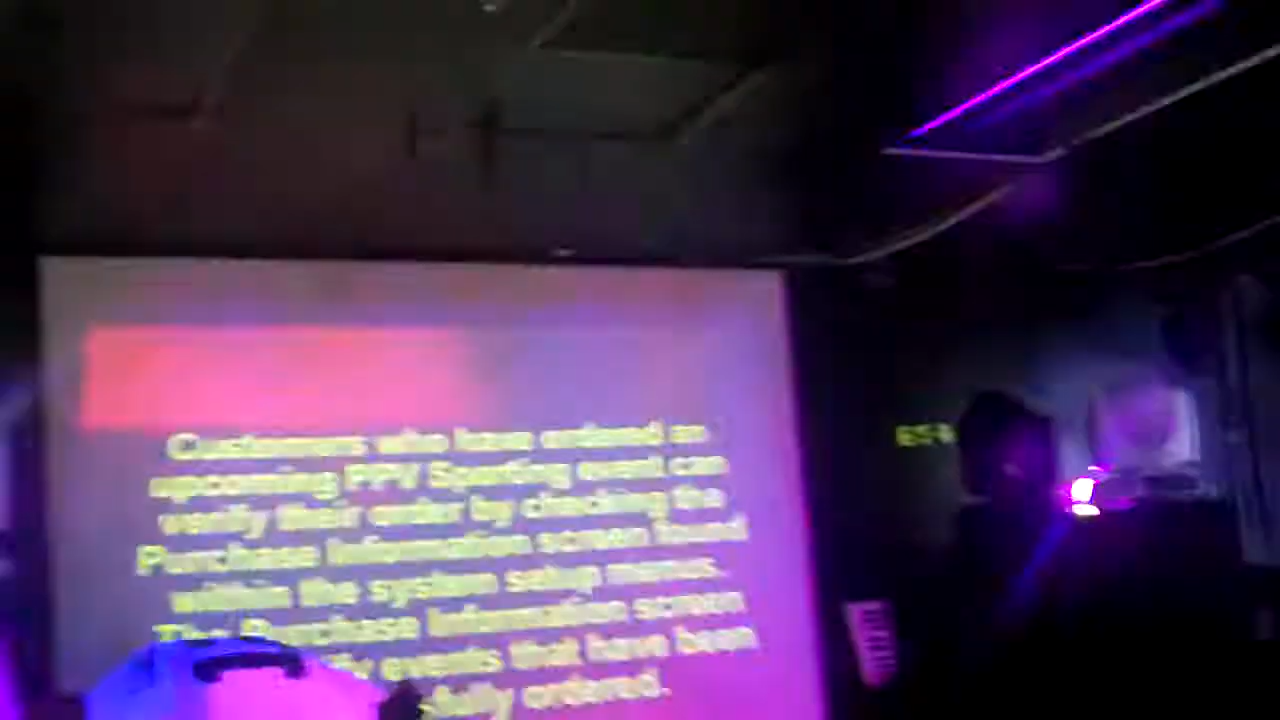 Customers who have ordered an
upcoming PPV Sporting event can
verify their order by checking the
Purchase Information screen found
within the system setup menus.
The Purchase Information screen
events that have been
ordered.